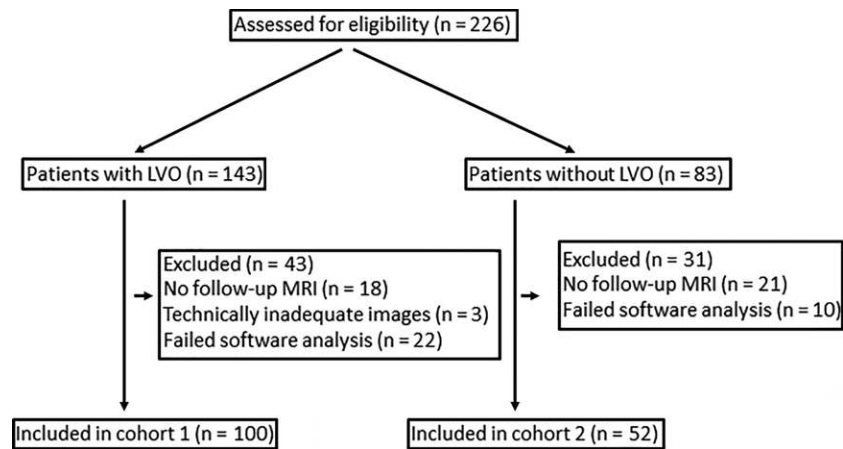 Assessed for eligibility (n = 226)
Patients with LVO (n = 143)
Patients without LVO (n = 83)
Excluded (n = 43)
No follow-up MRI (n = 18)
Technically inadequate images (n = 3)
Failed software analysis (n = 22)
Excluded (n = 31)
No follow-up MRI (n = 21)
Failed software analysis (n = 10)
Included in cohort 1 (n = 100)
Included in cohort 2 (n = 52)